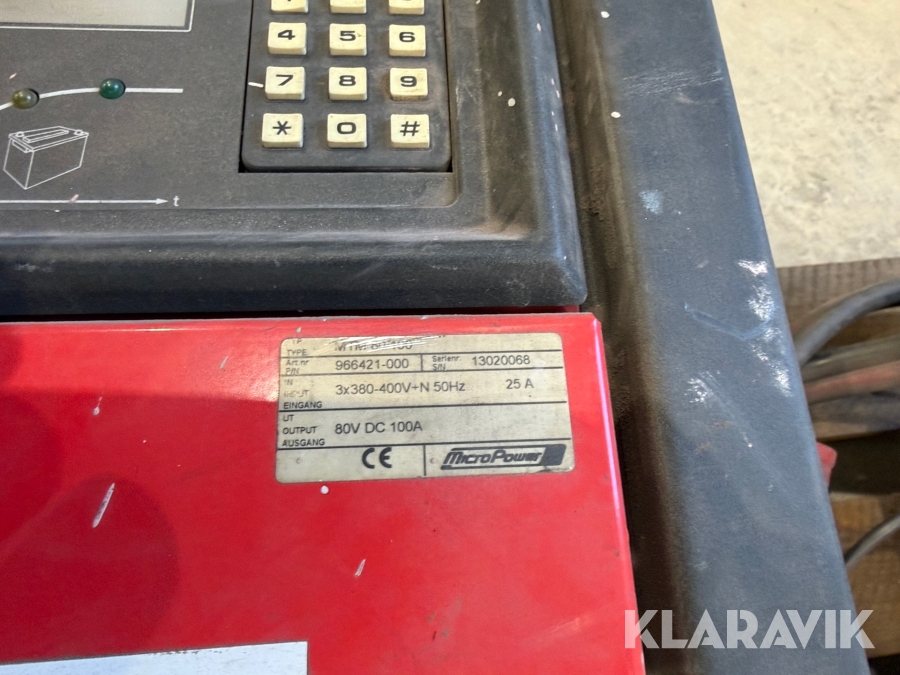 4 5 6
7 8 9
* 0 #
t
TYPE
Art.nr 966421-000 Serienr. 13020068
P/N S/N
IN
INPUT 3x380-400V+N 50Hz 25 A
EINGANG
UT
OUTPUT 80V DC 100A
AUSGANG
CE MicroPower
KLARAVIK